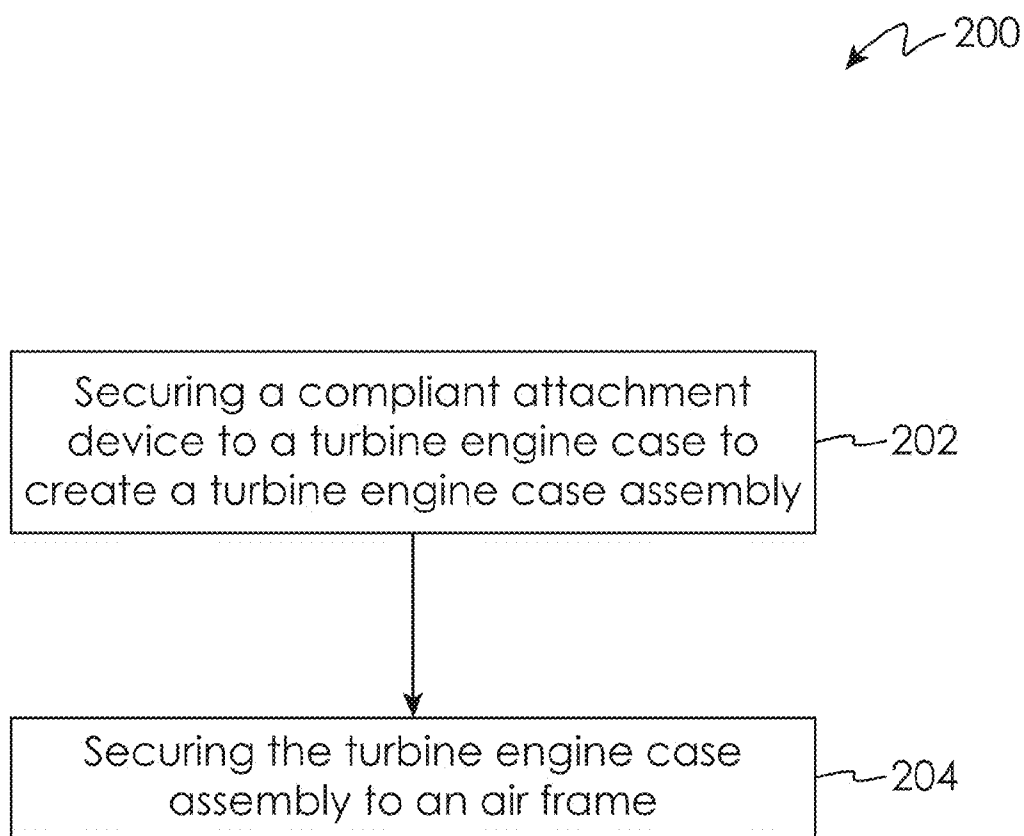 200
Securing a compliant attachment
device to a turbine engine case to
create a turbine engine case assembly
202
Securing the turbine engine case
assembly to an air frame
204